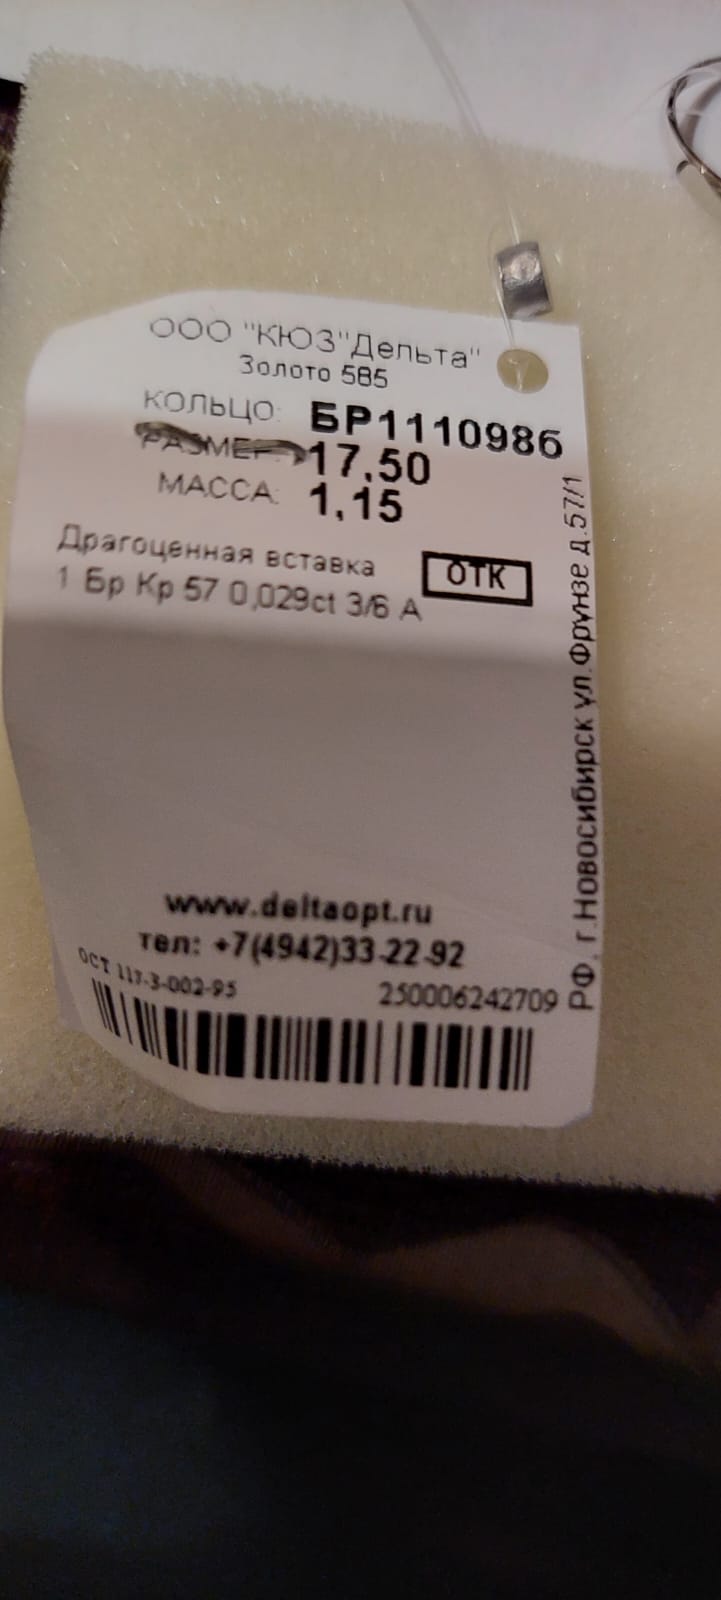 ООО "КЮЗ"Дельта"
Золото 585
КОЛЬЦО: БР1110986
РАЗМЕР: 17,50
МАССА: 1,15
Драгоценная вставка
1 Бр Кр 57 0,029ct 3/6 А
ОТК
РФ, г.Новосибирск ул.Фрунзе д.57/1
www.deltaopt.ru
тел: +7(4942)33-22-92
ОСТ 117-3-002-95
250006242709